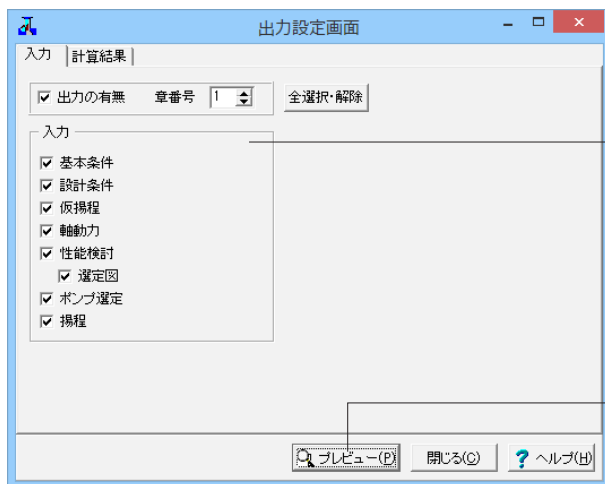 出力設定画面
入力 計算結果
出力の有無 章番号 1 全選択・解除
入力
基本条件
設計条件
仮揚程
軸動力
性能検討
選定図
ポンプ選定
揚程
プレビュー(P) 閉じる(C) ? ヘルプ(H)